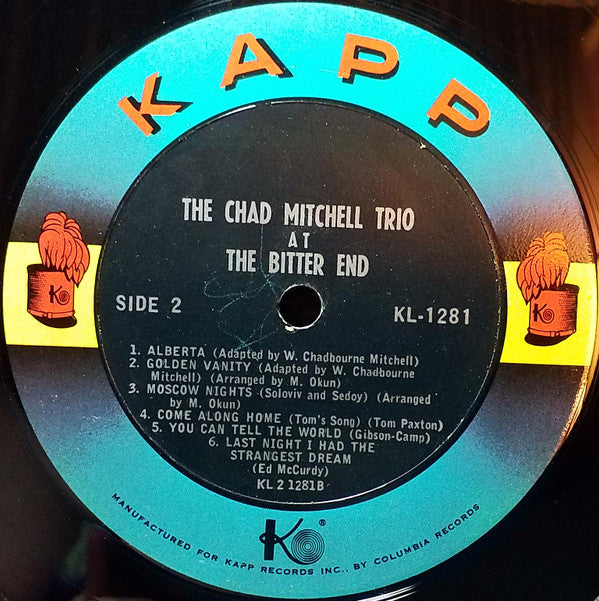 KAPP
THE CHAD MITCHELL TRIO
AT
THE BITTER END
SIDE 2
KL-1281
1. ALBERTA (Adapted by W. Chadbourne Mitchell)
2. GOLDEN VANITY (Adapted by W. Chadbourne
Mitchell) (Arranged by M. Okun)
3. MOSCOW NIGHTS (Soloviv and Sedoy) (Arranged
by M. Okun)
4. COME ALONG HOME (Tom's Song) (Tom Paxton)
5. YOU CAN TELL THE WORLD (Gibson-Camp)
6. LAST NIGHT I HAD THE
STRANGEST DREAM
(Ed McCurdy)
KL 2 1281B
K
K
K ®
MANUFACTURED FOR KAPP RECORDS INC., BY COLUMBIA RECORDS